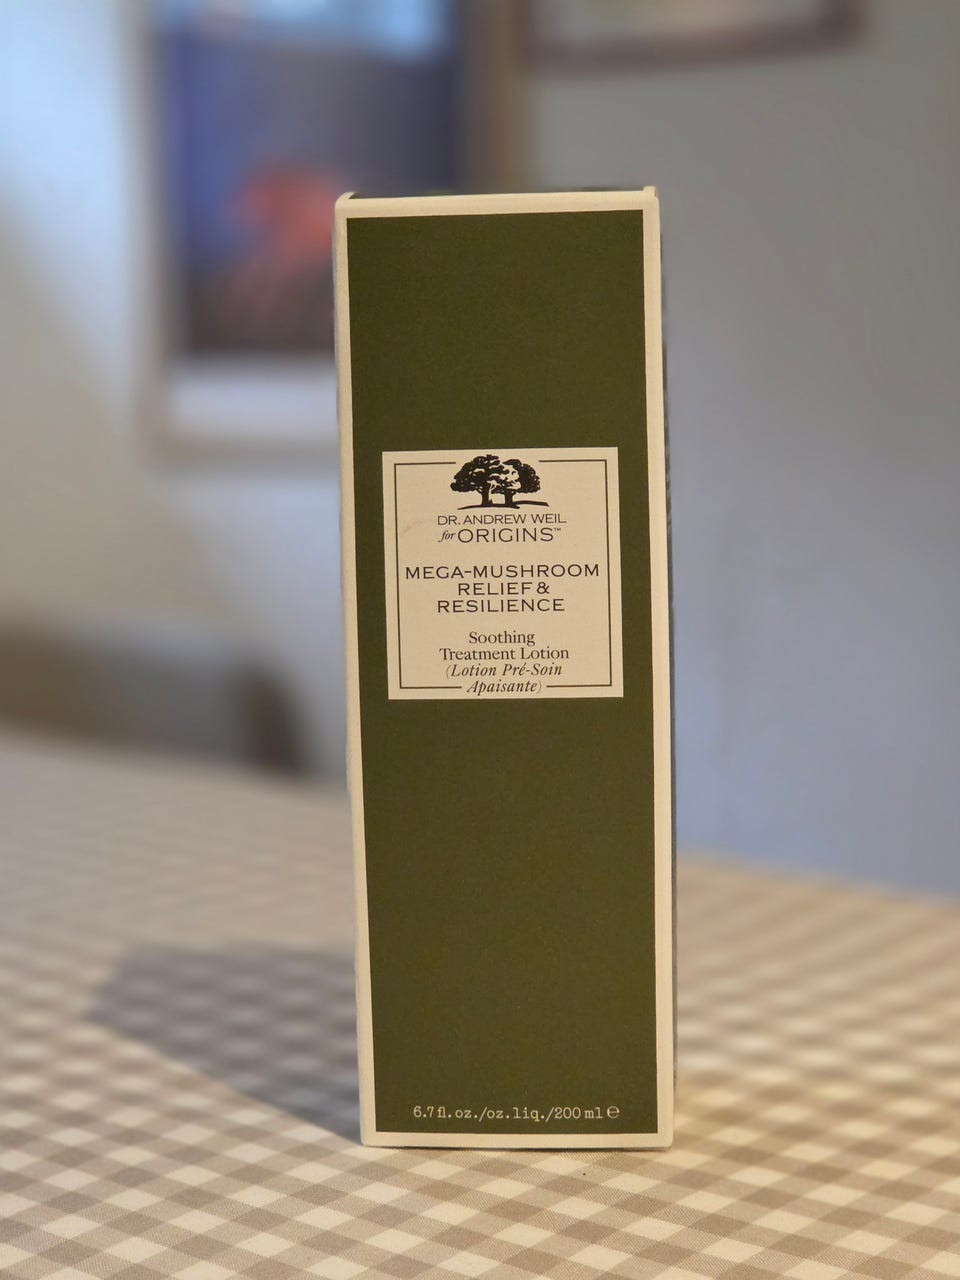 DR. ANDREW WEIL
for ORIGINS™
MEGA-MUSHROOM
RELIEF &
RESILIENCE
Soothing
Treatment Lotion
(Lotion Pré-Soin
Apaisante)
6.7 fl. oz./oz. liq./200 ml ℮